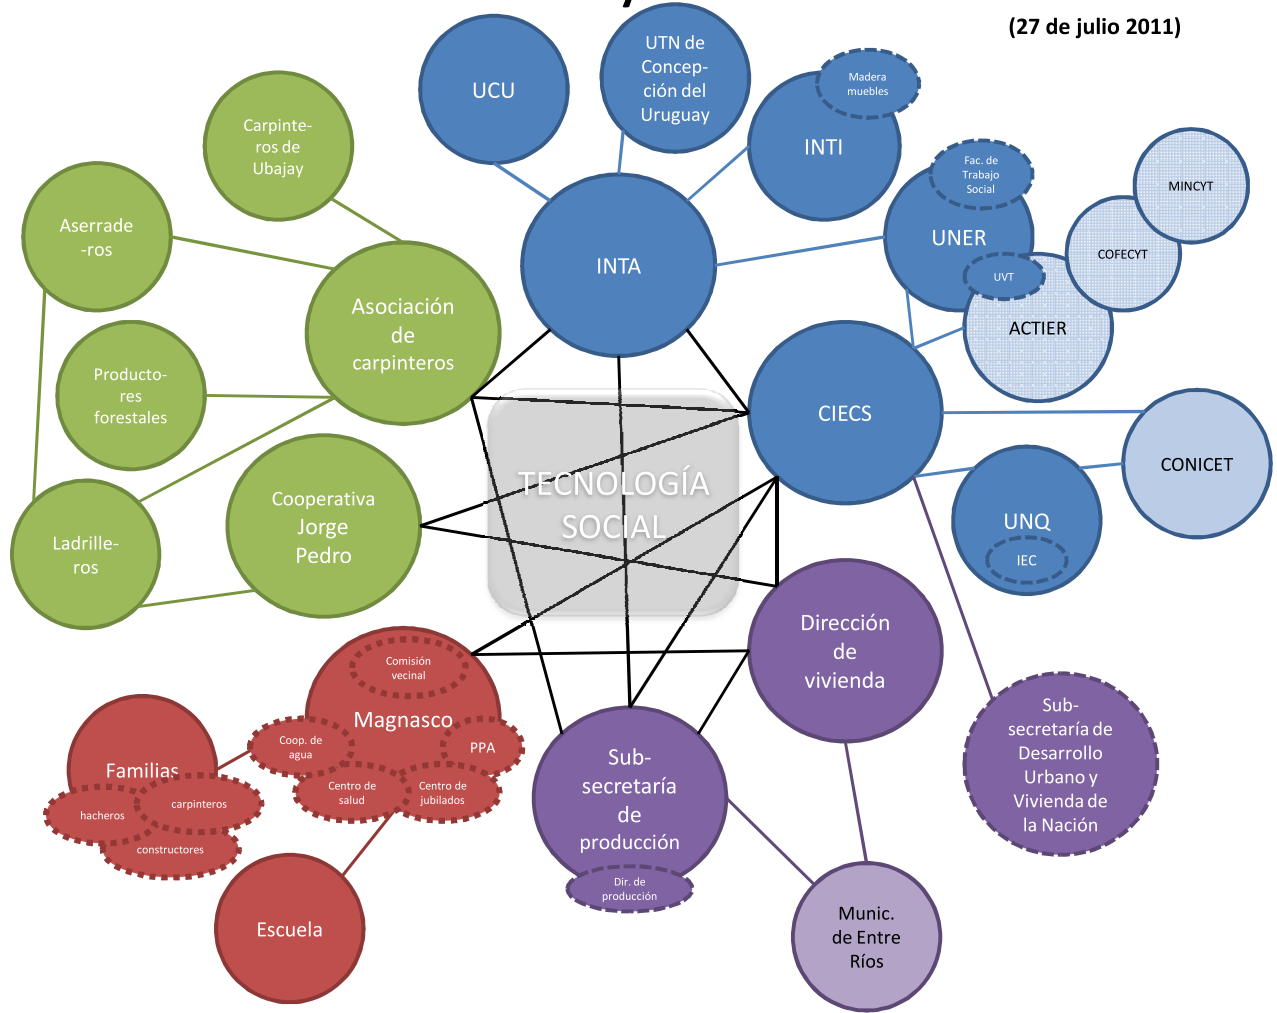 (27 de julio 2011)
UCU
UTN de
Concep-
ción del
Uruguay
Madera
muebles
INTI
Carpinte-
ros de
Ubajay
Fac. de
Trabajo
Social
UNER
UVT
MINCYT
COFECYT
ACTIER
Aserrade
-ros
INTA
Asociación
de
carpinteros
Producto-
res
forestales
CIECS
CONICET
TECNOLOGÍA
SOCIAL
Cooperativa
Jorge
Pedro
UNQ
IEC
Ladrille-
ros
Dirección
de
vivienda
Comisión
vecinal
Magnasco
Coop. de
agua
PPA
Centro de
salud
Centro de
jubilados
Familias
hacheros
carpinteros
constructores
Sub-
secretaría
de
producción
Dir. de
producción
Sub-
secretaría de
Desarrollo
Urbano y
Vivienda de
la Nación
Escuela
Munic.
de Entre
Ríos